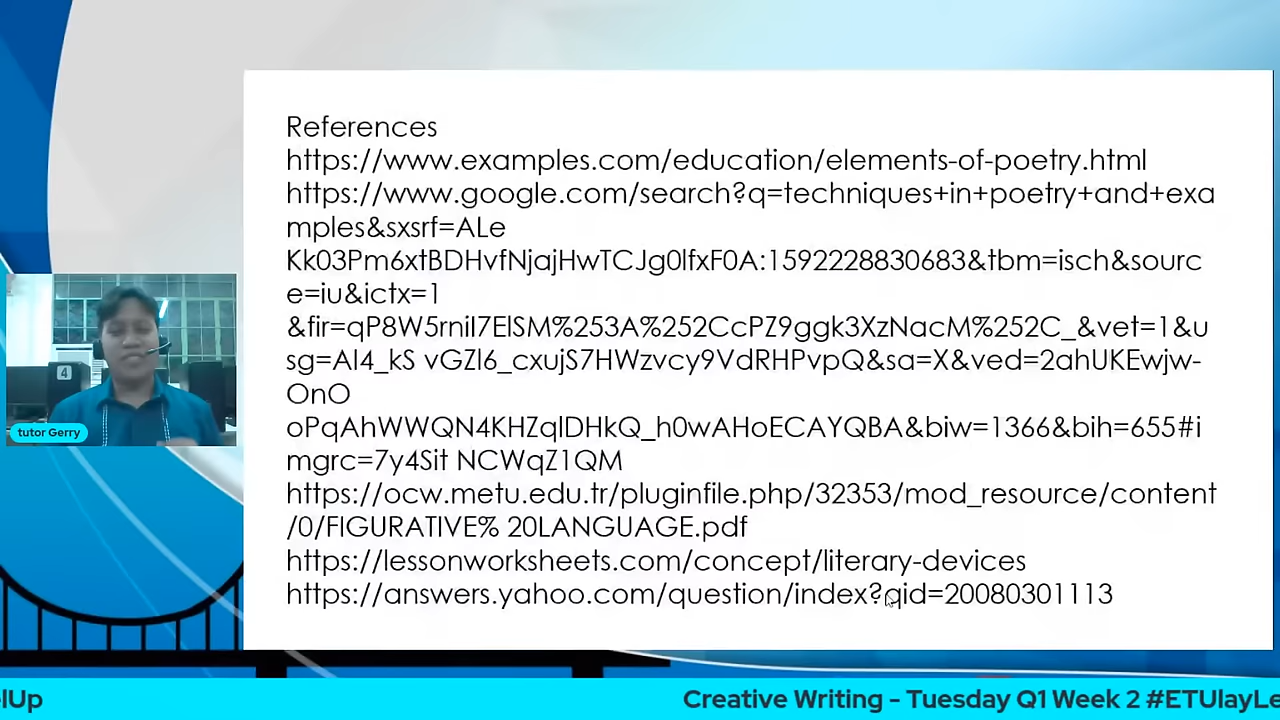 References
https://www.examples.com/education/elements-of-poetry.html
https://www.google.com/search?q=techniques+in+poetry+and+exa
mples&sxsrf=ALe
Kk03Pm6xtBDHvfNjajHwTCJg0lfxF0A:1592228830683&tbm=isch&sourc
e=iu&ictx=1
&fir=qP8W5rniI7ElSM%253A%252CcPZ9ggk3XzNacM%252C_&vet=1&u
sg=AI4_kS vGZl6_cxujS7HWzvcy9VdRHPvpQ&sa=X&ved=2ahUKEwjw-
OnO
oPqAhWWQN4KHZqlDHkQ_h0wAHoECAYQBA&biw=1366&bih=655#i
mgrc=7y4Sit NCWqZ1QM
https://ocw.metu.edu.tr/pluginfile.php/32353/mod_resource/content
/0/FIGURATIVE% 20LANGUAGE.pdf
https://lessonworksheets.com/concept/literary-devices
https://answers.yahoo.com/question/index?qid=20080301113
4
tutor Gerry
elUp
Creative Writing - Tuesday Q1 Week 2 #ETUlayLe